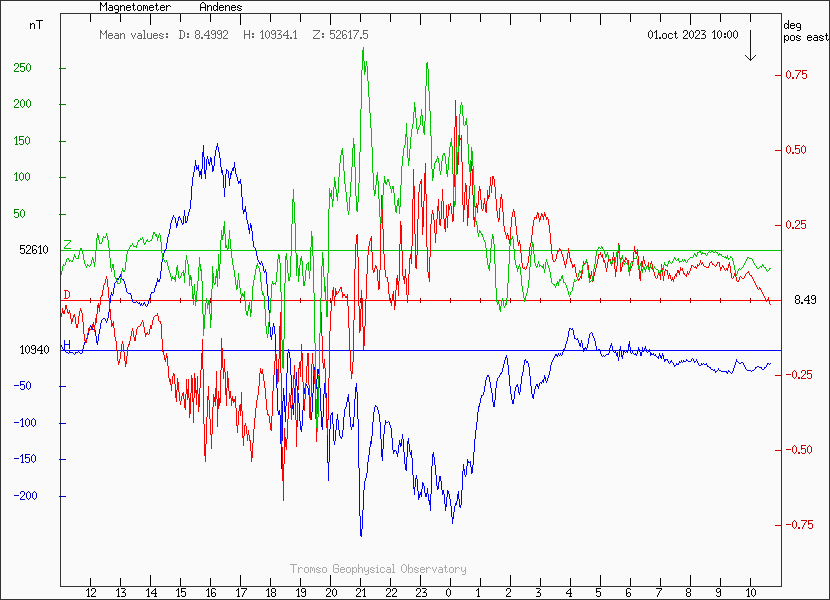 Magnetometer Andenes
nT
deg
Mean values: D: 8.4992 H: 10934.1 Z: 52617.5
01.oct 2023 10:00
pos east
250
0.75
200
150
0.50
100
50
0.25
Z
52610
D
8.49
H
10940
-50
-0.25
-100
-0.50
-150
-200
-0.75
Tromso Geophysical Observatory
12 13 14 15 16 17 18 19 20 21 22 23 0 1 2 3 4 5 6 7 8 9 10